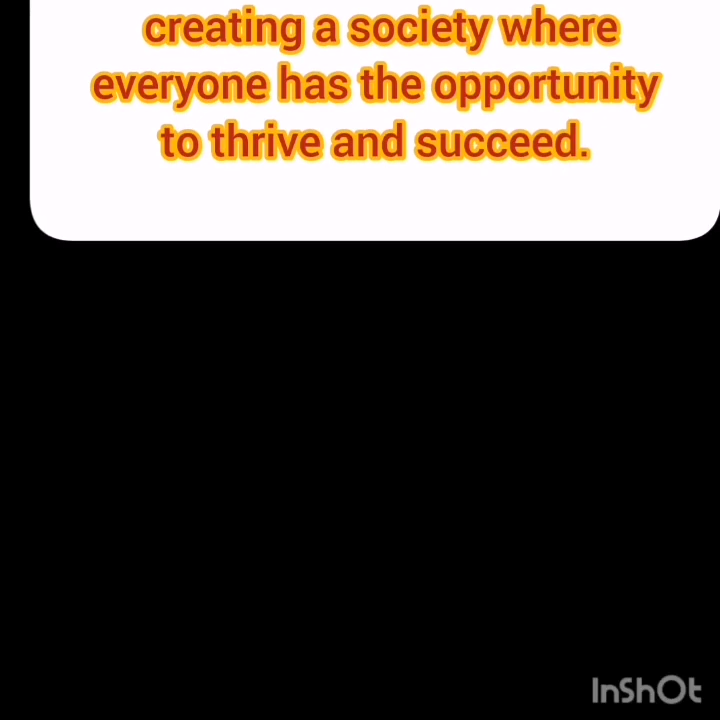 creating a society where
everyone has the opportunity
to thrive and succeed.
InShOt